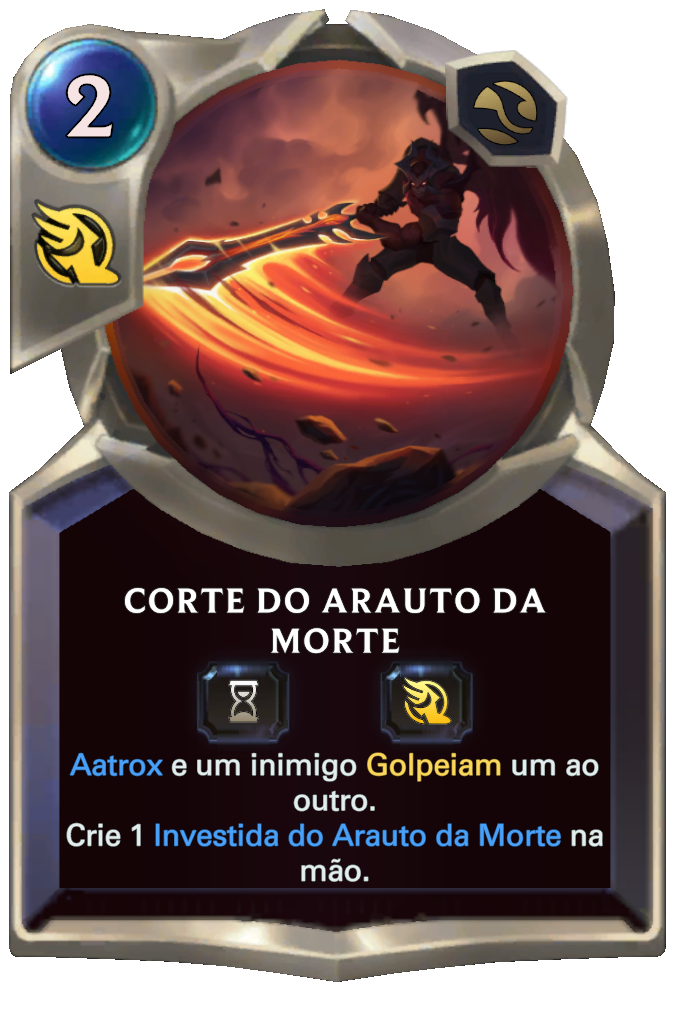 2
CORTE DO ARAUTO DA
MORTE
Aatrox e um inimigo Golpeiam um ao
outro.
Crie 1 Investida do Arauto da Morte na
mão.